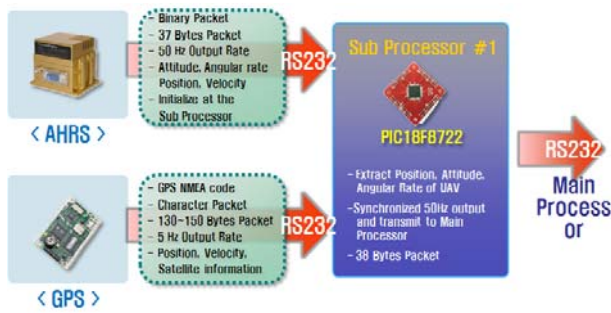 - Binary Packet
- 37 Bytes Packet
- 50 Hz Output Rate
- Attitude, Angular rate
Position, Velocity
- Initialize at the
Sub Processor
RS232
< AHRS >
- GPS NMEA code
- Character Packet
- 130~150 Bytes Packet
- 5 Hz Output Rate
- Position, Velocity,
Satellite information
RS232
< GPS >
Sub Processor #1
PIC18F8722
- Extract Position, Attitude,
Angular Rate of UAV
-Synchronized 50Hz output
and transmit to Main
Processor
- 38 Bytes Packet
RS232
Main
Process
or